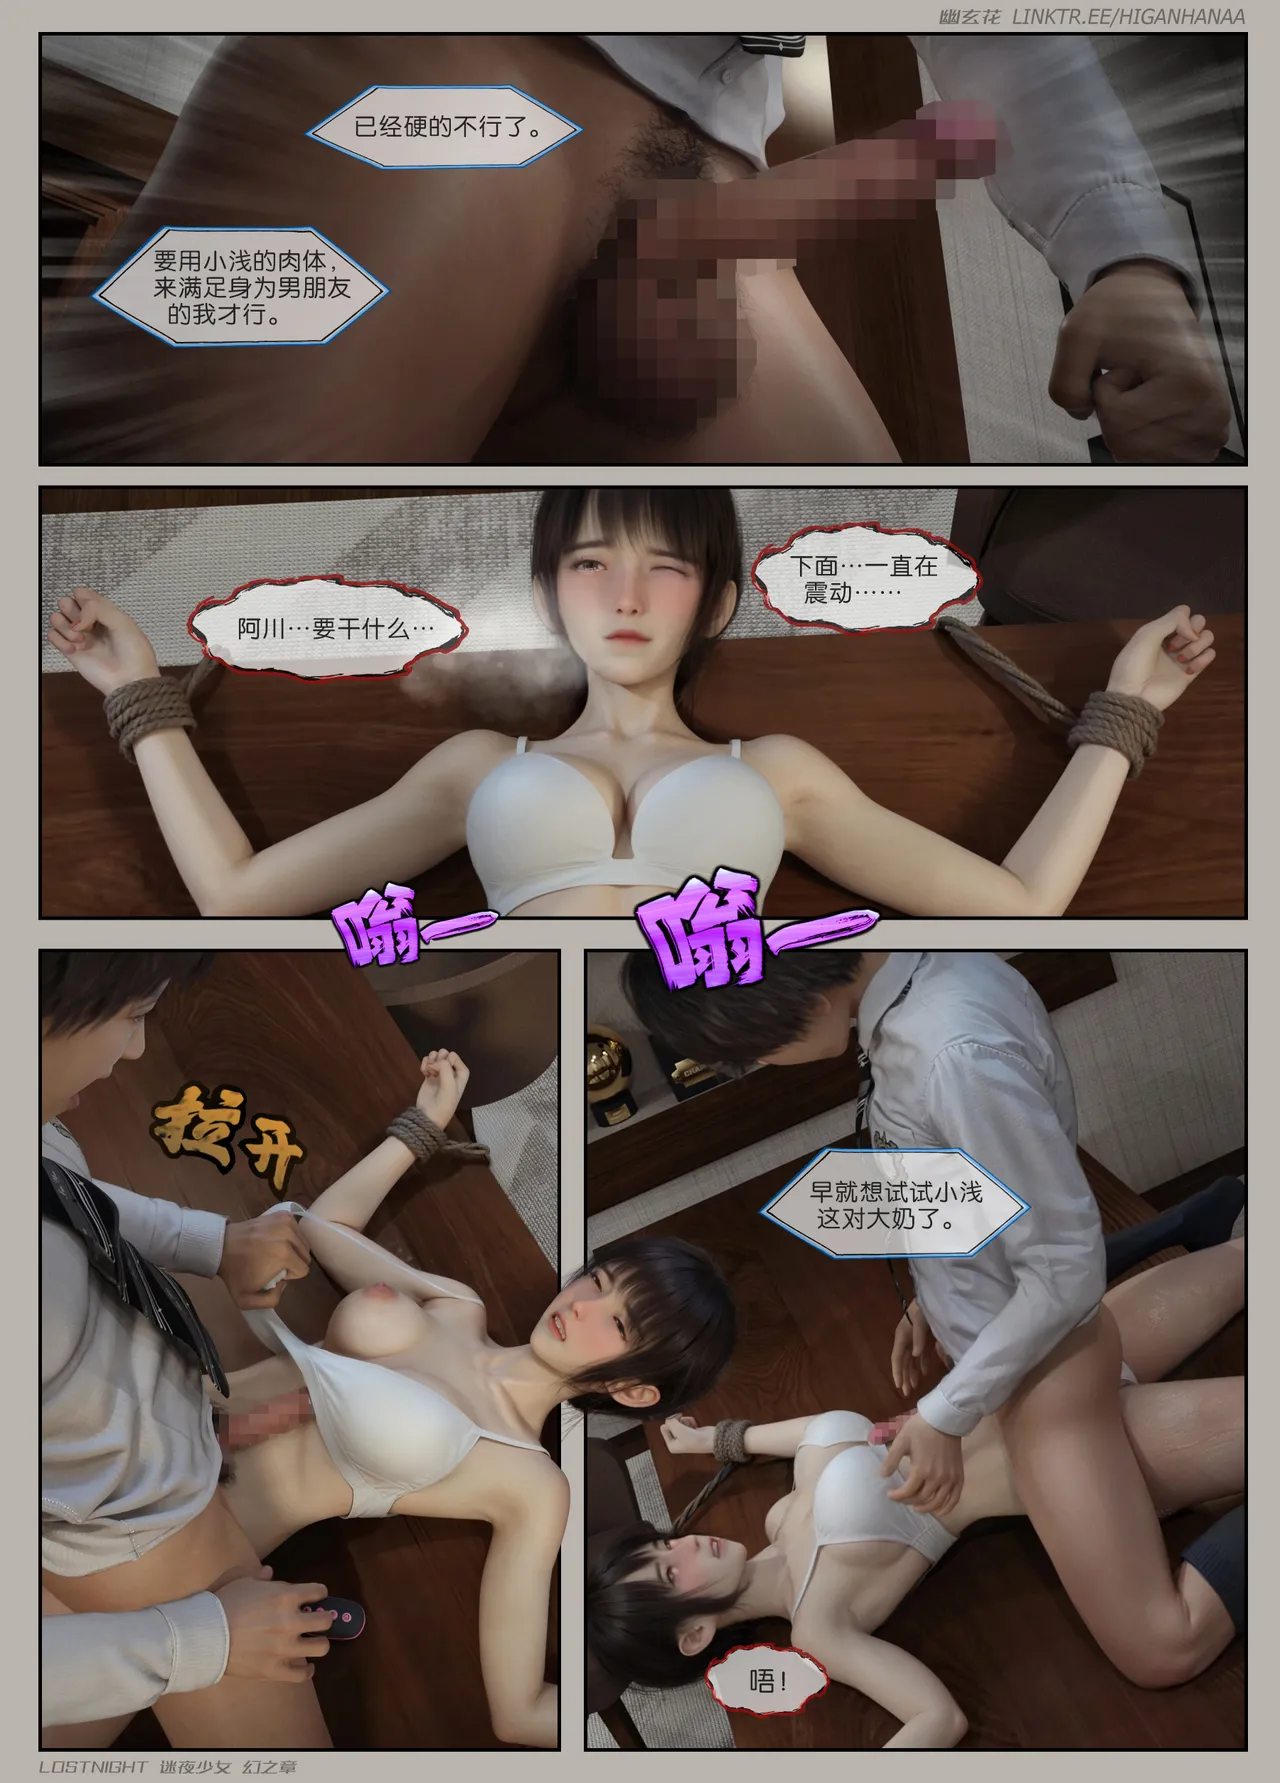 幽玄花 LINKTR.EE/HIGANHANAA
已经硬的不行了。
要用小浅的肉体，
来满足身为男朋友
的我才行。
下面…一直在
震动……
阿川…要干什么…
嗡一
嗡一
拉开
早就想试试小浅
这对大奶了。
唔！
LOSTNIGHT 迷夜少女 幻之章